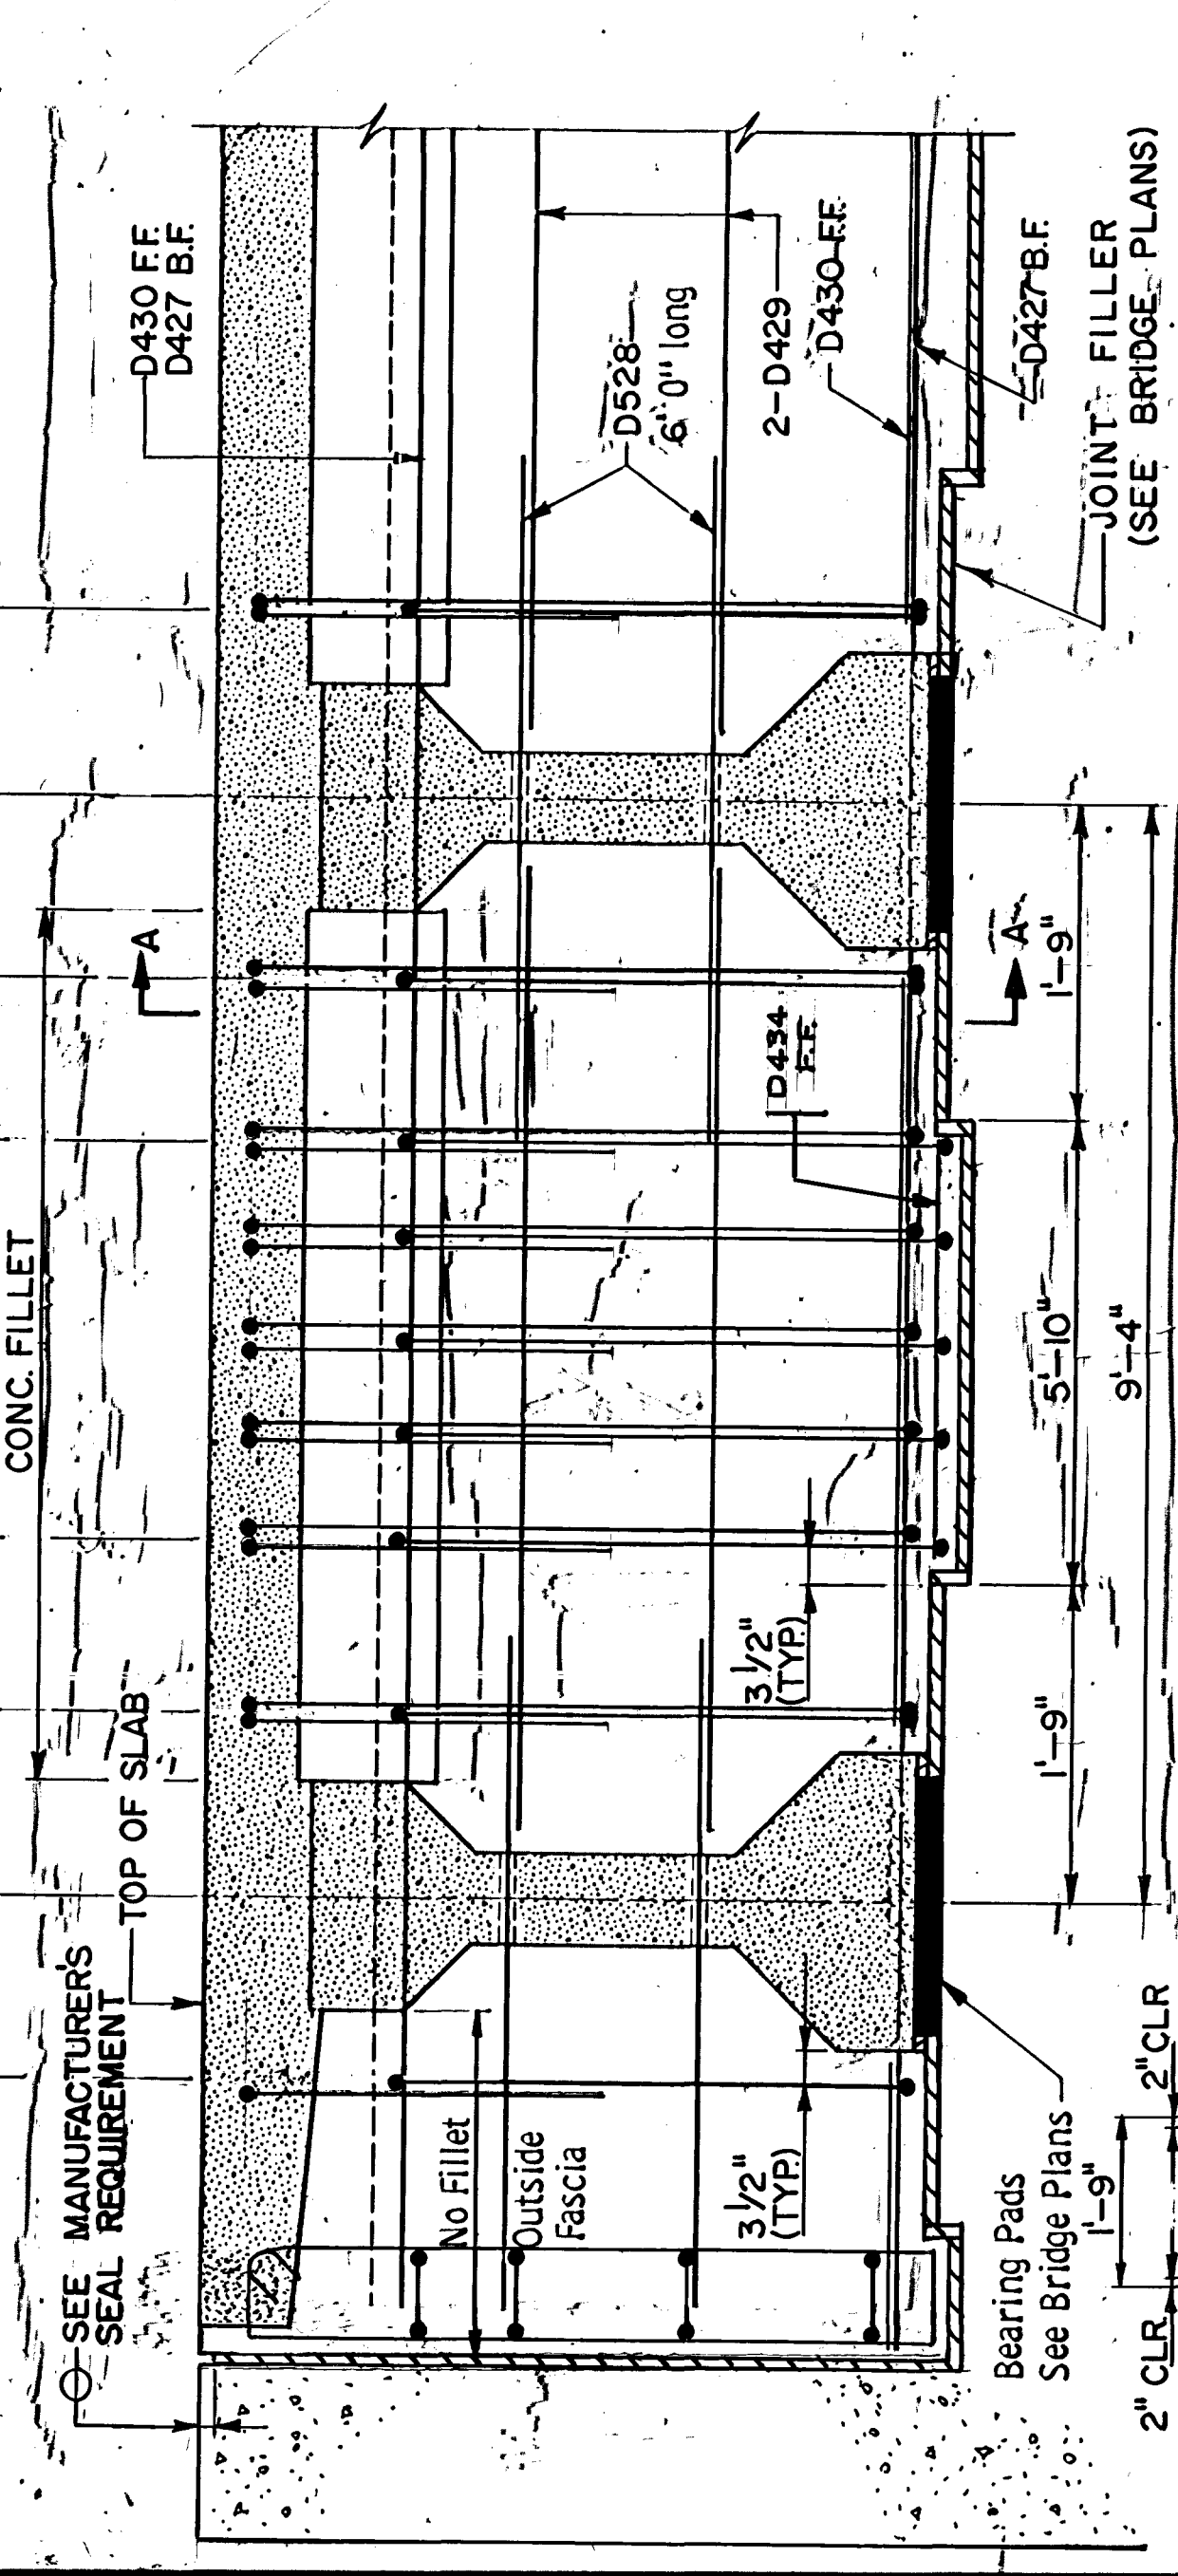 CONC. FILLET
SEE MANUFACTURER'S
SEAL REQUIREMENT
TOP OF SLAB
A
D430 F.F.
D427 B.F.
No Fillet
Outside
Fascia
D528
6'-0" long
2-D429
D430 F.F.
D434
F.F.
3 1/2"
(TYP.)
3 1/2"
(TYP.)
D427 B.F.
A
JOINT FILLER
(SEE BRIDGE PLANS)
Bearing Pads
See Bridge Plans
1'-9"
5'-10"
1'-9"
9'-4"
1'-9"
2" CLR
2" CLR